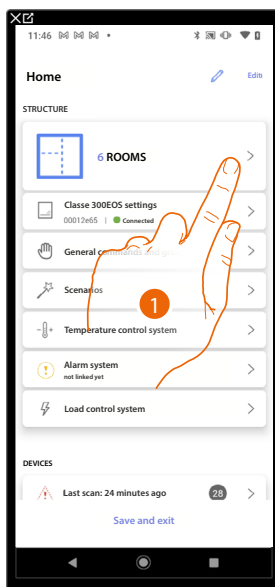 11:46
Home
Edit
STRUCTURE
6 ROOMS
Classe 300EOS settings
00012e65 | Connected
General commands and
Scenarios
1
Temperature control system
Alarm system
not linked yet
Load control system
DEVICES
Last scan: 24 minutes ago
28
Save and exit